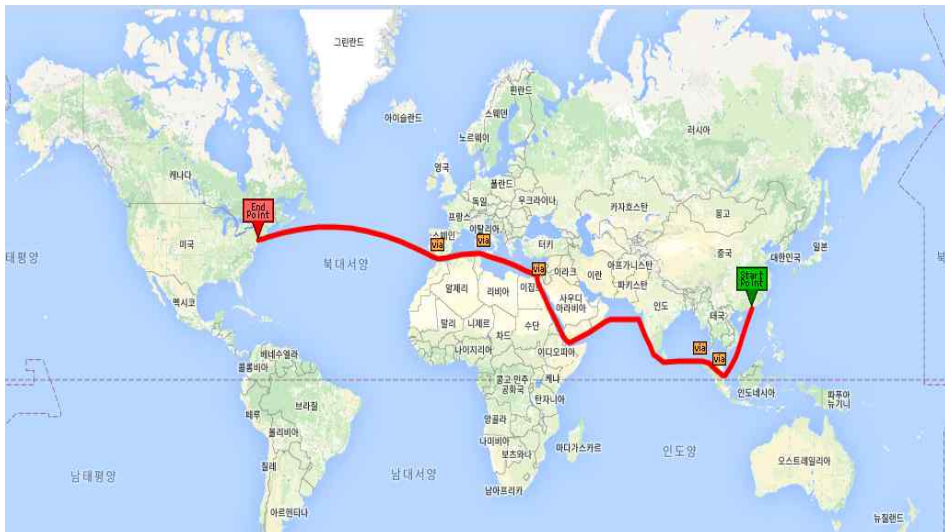 그린란드
핀란드
스웨덴
노르웨이
아이슬란드
러시아
영국
폴란드
독일
우크라이나
카자흐스탄
몽고
캐나다
End
Point
프랑스
이탈리아
스페인
via
via
터키
미국
북대서양
중국
일본
대한민국
태평양
이라크
이란
아프가니스탄
파키스탄
via
Start
Point
알제리
리비아
이집
사우디
아라비아
인도
태국
멕시코
말리
니제르
차드
수단
베네수엘라
콜롬비아
나이지리아
이디오피아
via
via
콩고 민주
공화국
케냐
탄자니아
인도네시아
파푸아
뉴기니
페루
브라질
볼리비아
앙골라
나미비아
보츠와나
마다가스카르
인도양
오스트레일리아
남태평양
칠레
남대서양
남아프리카
아르헨티나
뉴질랜드
북